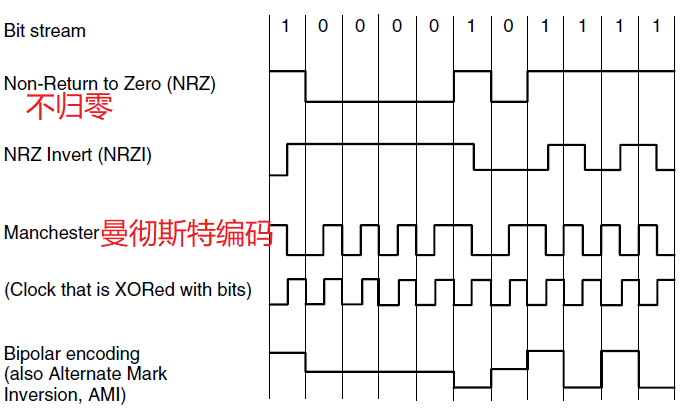 Bit stream
1 0 0 0 0 1 0 1 1 1 1
Non-Return to Zero (NRZ)
不归零
NRZ Invert (NRZI)
Manchester曼彻斯特编码
(Clock that is XORed with bits)
Bipolar encoding
(also Alternate Mark
Inversion, AMI)